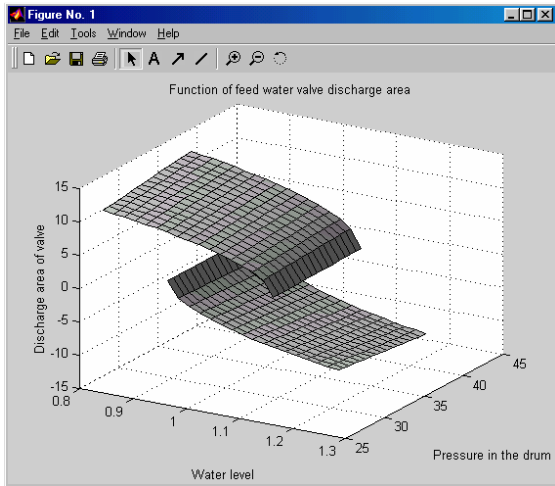 Figure No. 1
File Edit Tools Window Help
A
Function of feed water valve discharge area
Discharge area of valve
15
10
5
0
-5
-10
-15
0.8
0.9
1
1.1
1.2
1.3
Water level
25
30
35
40
45
Pressure in the drum